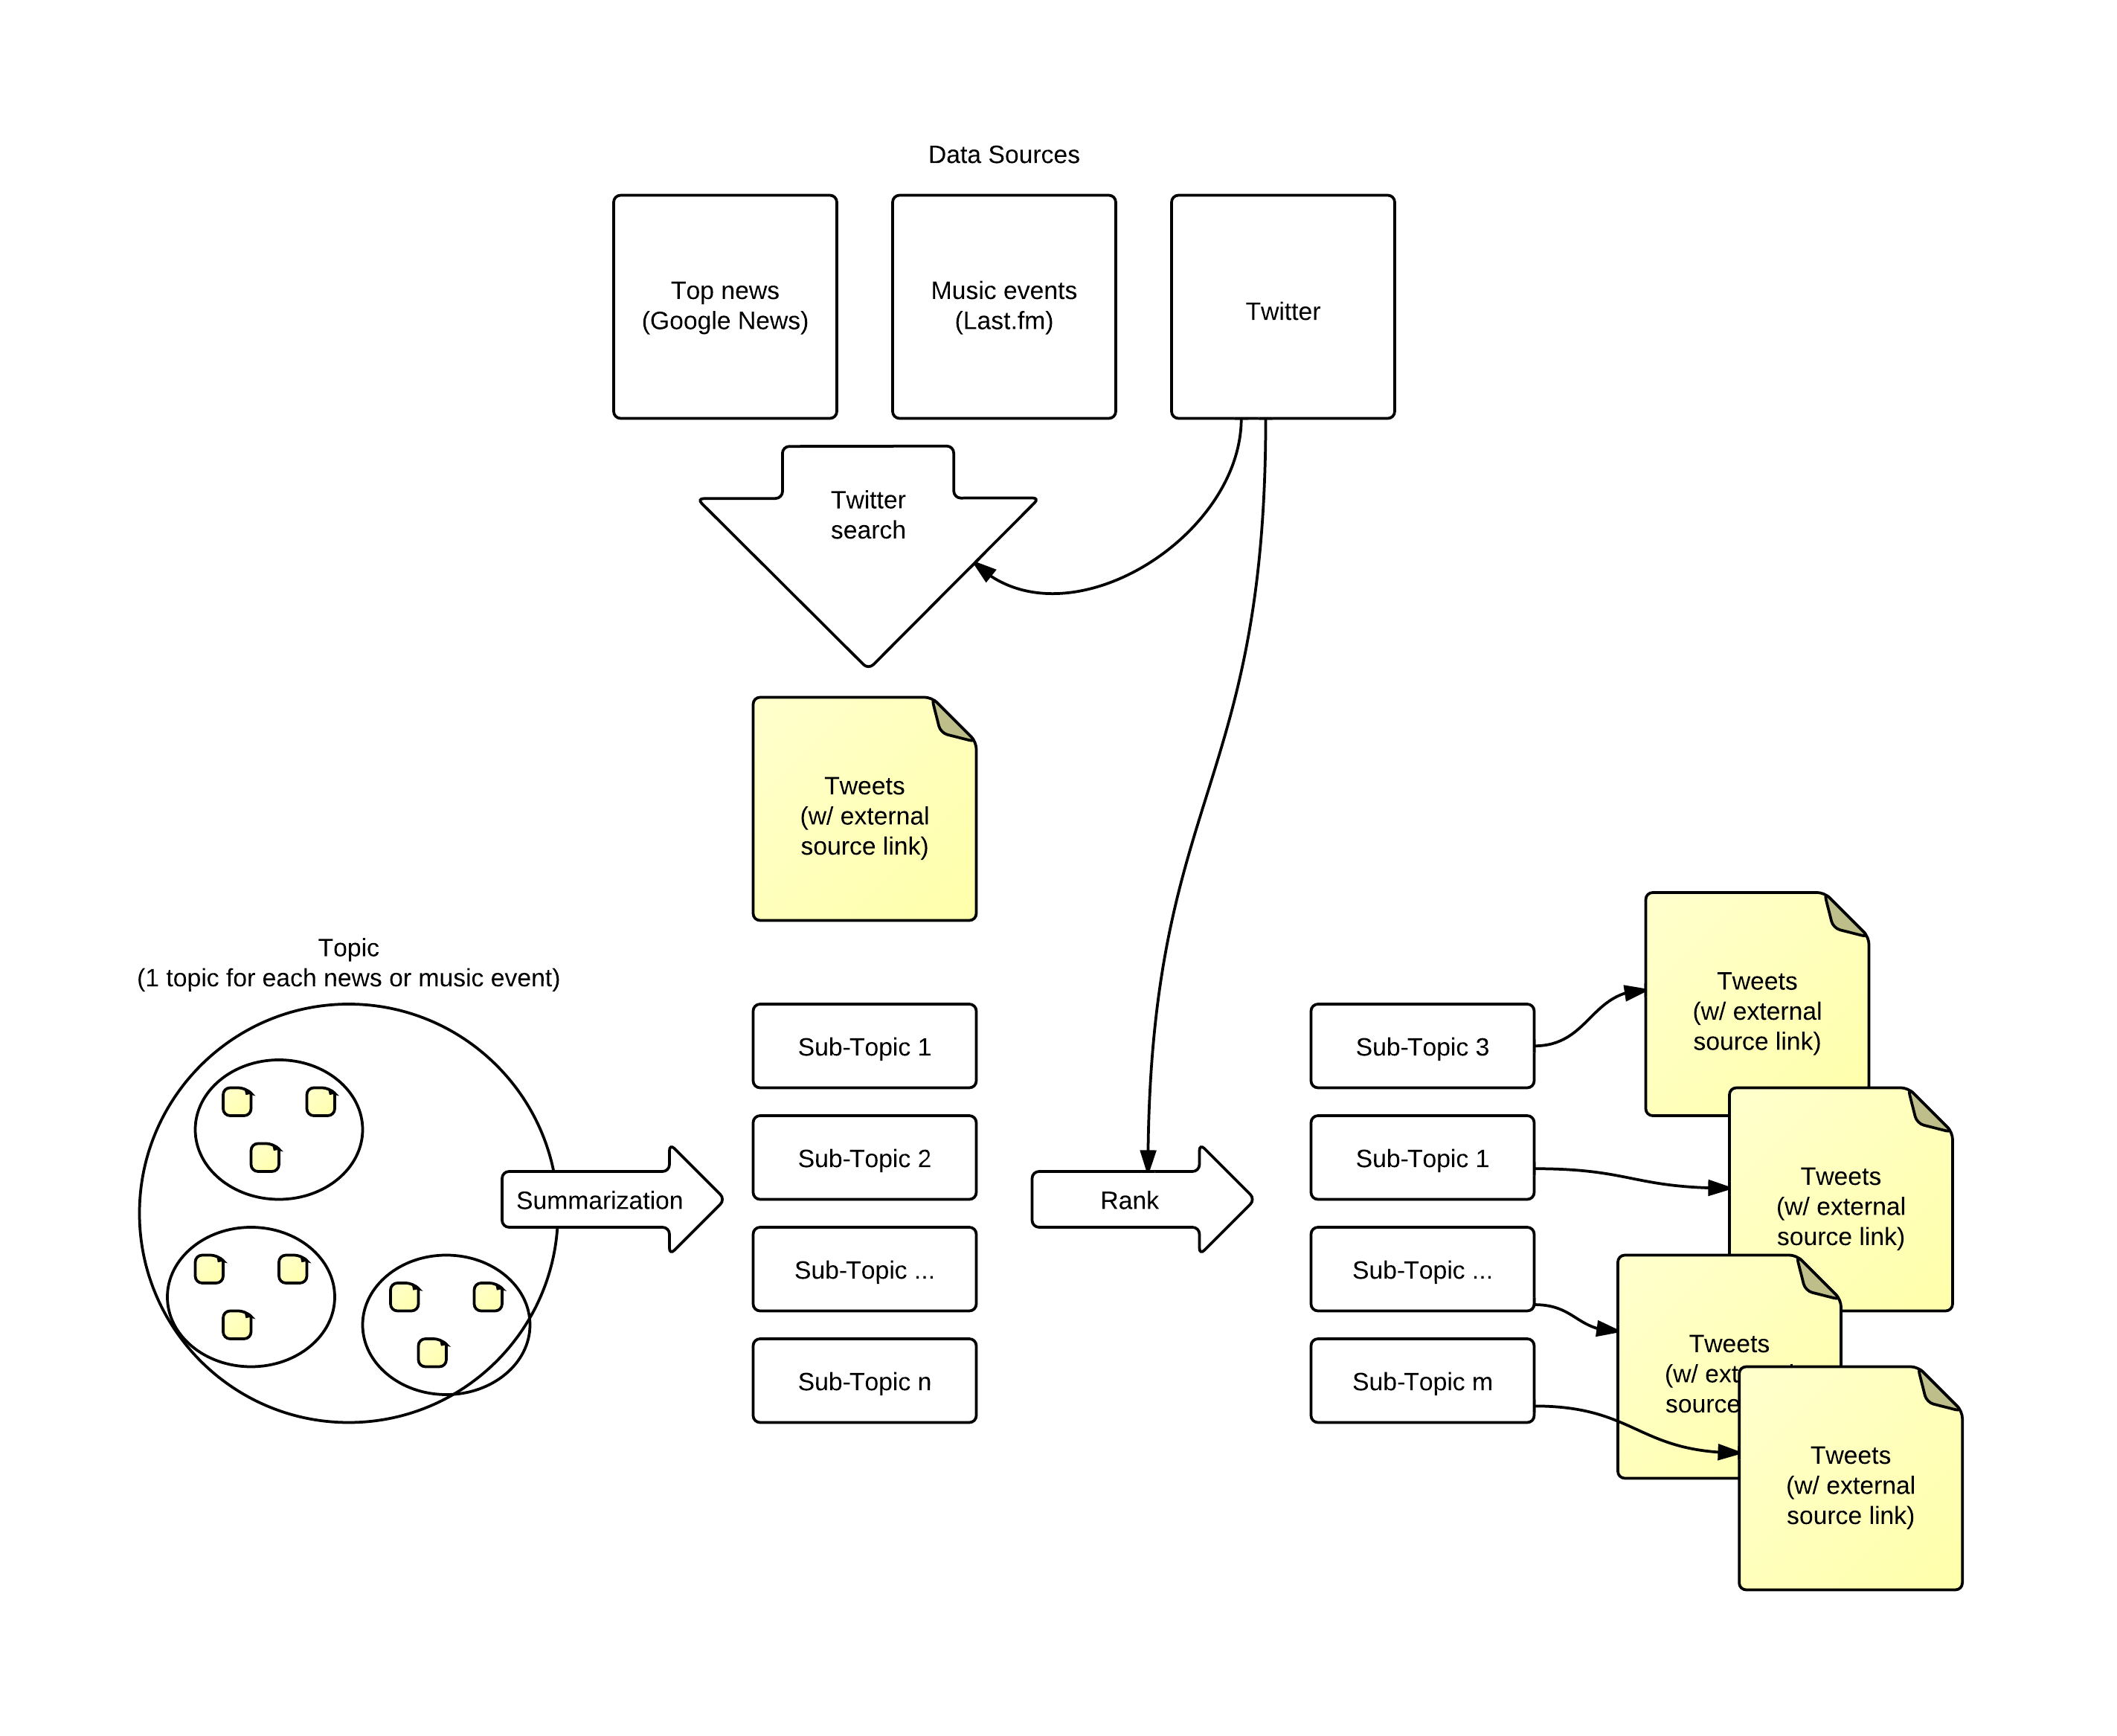 Data Sources
Top news
(Google News)
Music events
(Last.fm)
Twitter
Twitter
search
Tweets
(w/ external
source link)
Topic
(1 topic for each news or music event)
Summarization
Sub-Topic 1
Sub-Topic 2
Sub-Topic ...
Sub-Topic n
Rank
Sub-Topic 3
Sub-Topic 1
Sub-Topic ...
Sub-Topic m
Tweets
(w/ external
source link)
Tweets
(w/ external
source link)
Tweets
(w/
source
Tweets
(w/ external
source link)